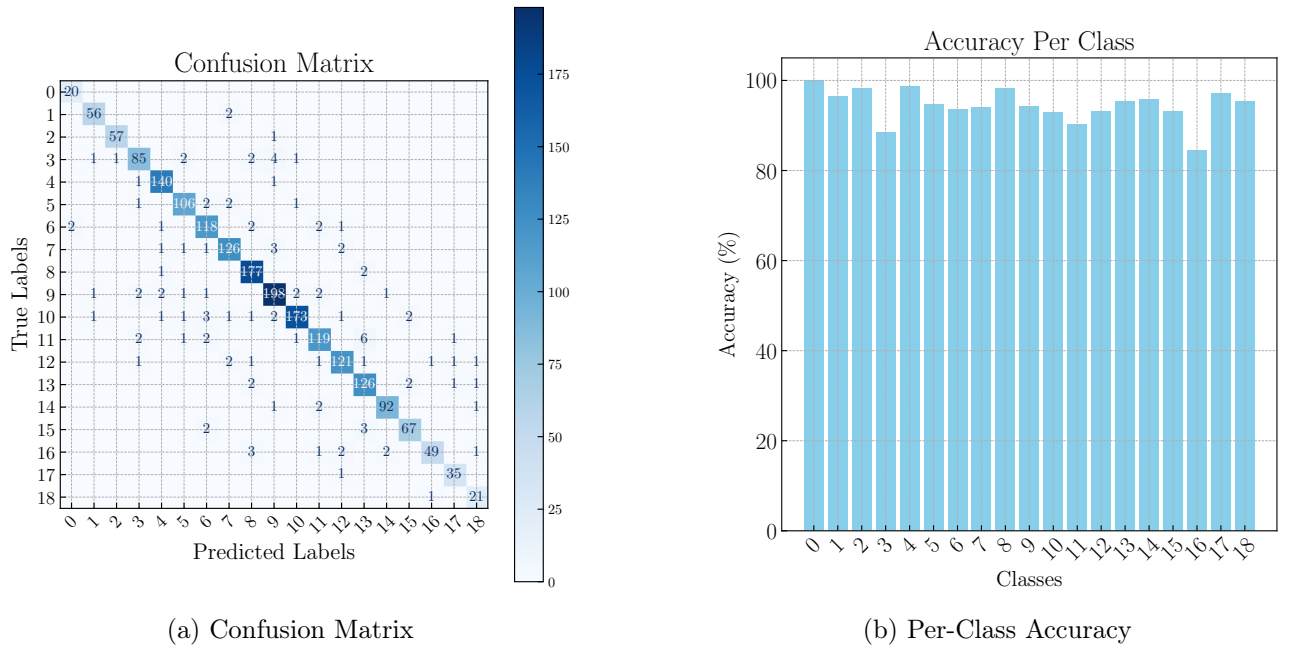 Confusion Matrix
0 20
1 56 2
2 57 1
3 1 1 85 2 2 4 1
4 1 140 1
5 1 106 2 2 1
6 2 1 118 2 2 1
7 1 1 1 126 3 2
8 1 177 2
9 1 2 2 1 1 198 2 2 1
10 1 1 1 3 1 1 2 173 1 2
11 2 1 2 1 119 6 1
12 1 2 1 1 121 1 1 1 1
13 2 126 2 1 1
14 1 2 92 1
15 2 3 67
16 3 1 2 2 49 1
17 1 35
18 1 21
True Labels
0 1 2 3 4 5 6 7 8 9 10 11 12 13 14 15 16 17 18
Predicted Labels
175
150
125
100
75
50
25
0
(a) Confusion Matrix
Accuracy Per Class
100
80
60
40
20
0
Accuracy (%)
0 1 2 3 4 5 6 7 8 9 10 11 12 13 14 15 16 17 18
Classes
(b) Per-Class Accuracy